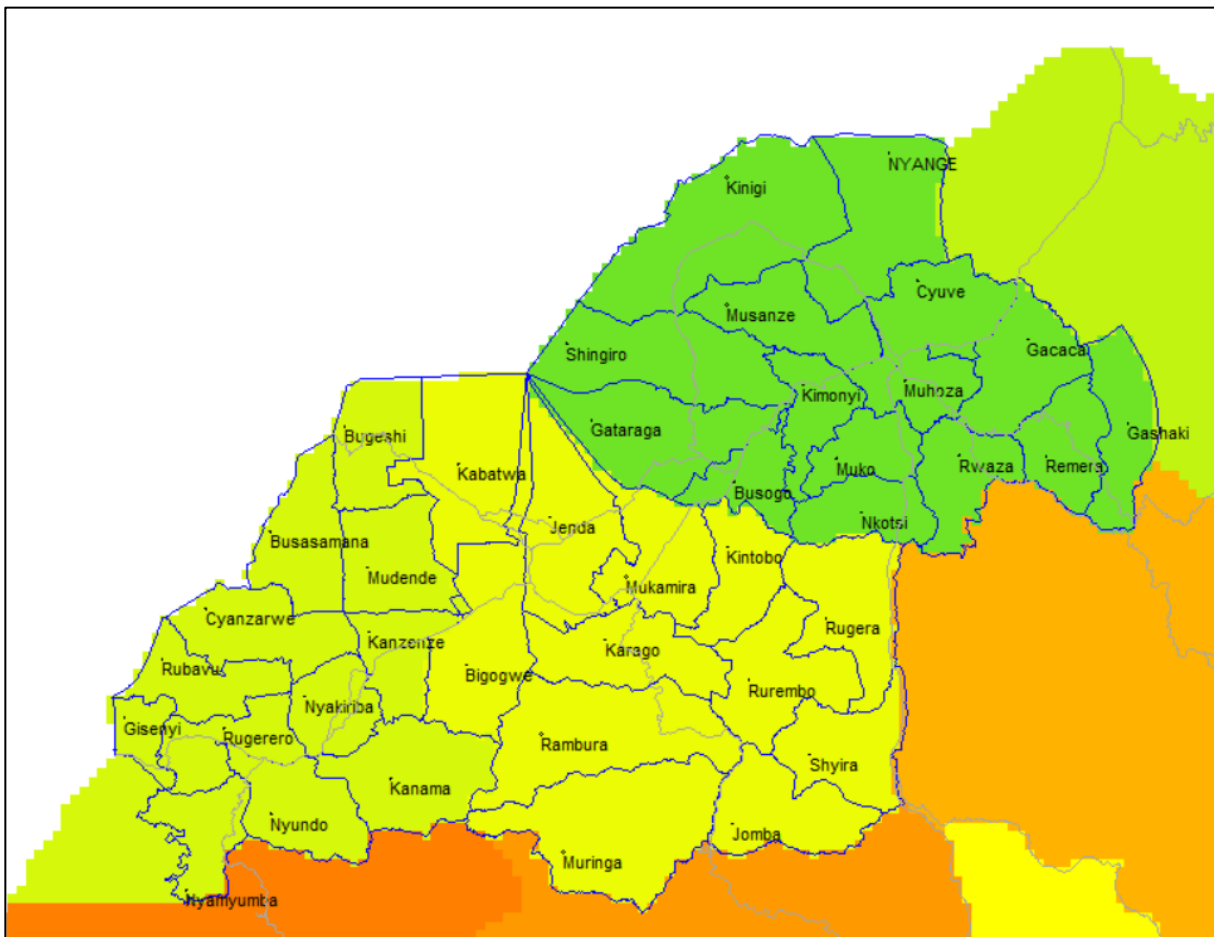 NYANGE
Kinigi
Cyuve
Musanze
Gacaca
Shingiro
Muhoza
Kimonyi
Gataraga
Gashaki
Bugeshi
Rwaza
Remera
Muko
Kabatwa
Busogo
Nkotsi
Jenda
Busasamana
Kintobo
Mudende
Mukamira
Cyanzarwe
Rugera
Kanzenze
Karago
Rubavu
Bigogwe
Rurembo
Nyakiriba
Gisenyi
Rugerero
Rambura
Shyira
Kanama
Nyundo
Jomba
Muringa
Nyamyumba